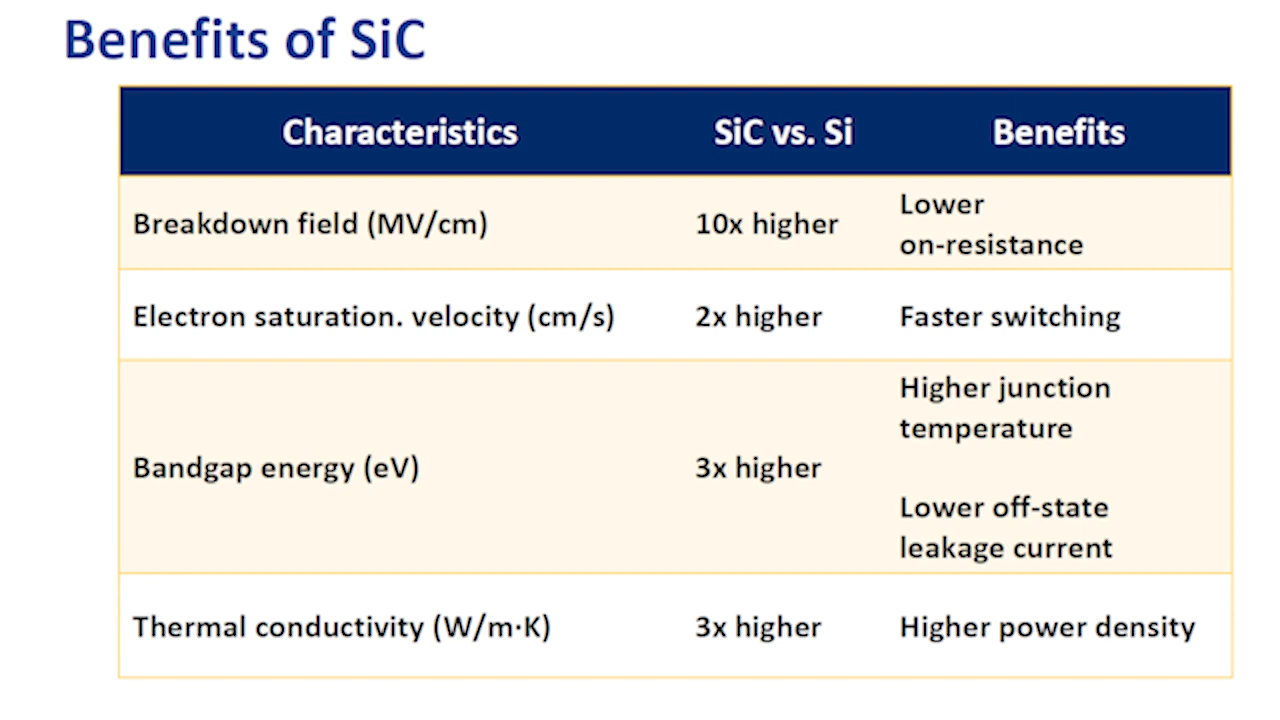 Benefits of SiC
Characteristics SiC vs. Si Benefits
Breakdown field (MV/cm) 10x higher Lower
on-resistance
Electron saturation. velocity (cm/s) 2x higher Faster switching
Bandgap energy (eV) 3x higher Higher junction
temperature
Lower off-state
leakage current
Thermal conductivity (W/m·K) 3x higher Higher power density